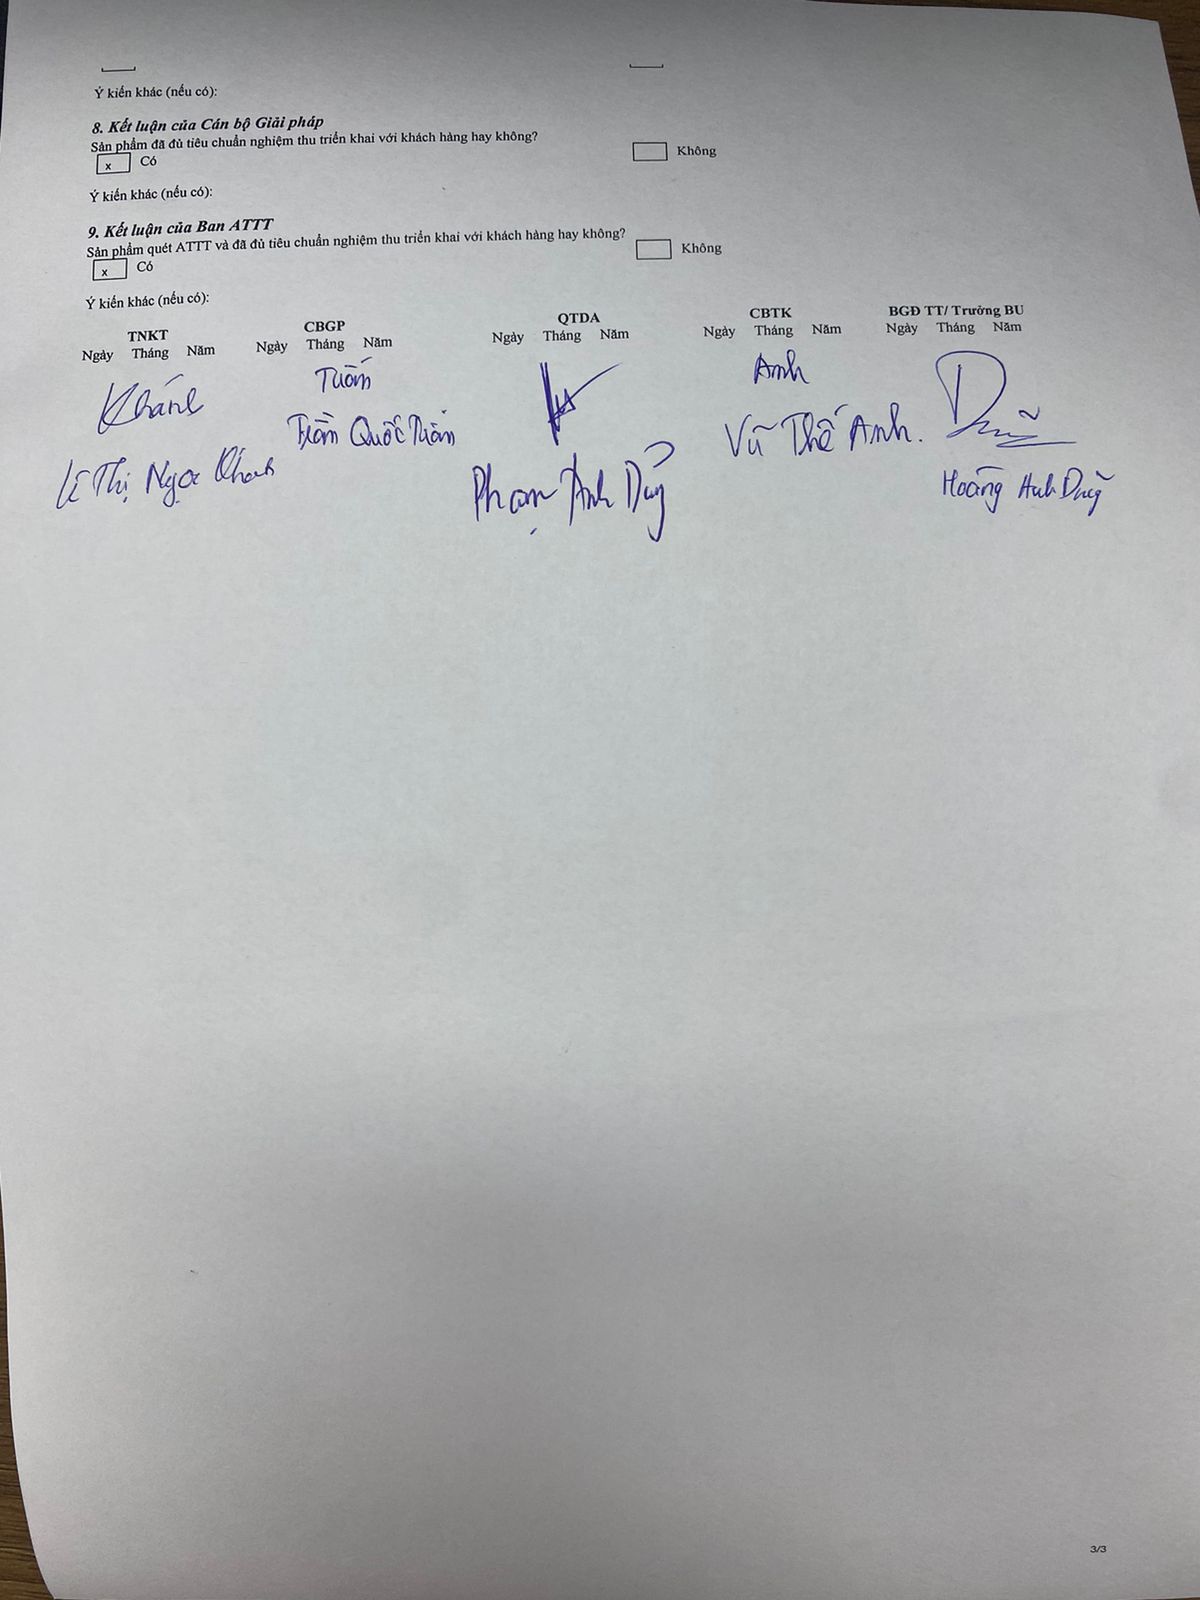 Ý kiến khác (nếu có):
8. Kết luận của Cán bộ Giải pháp
Sản phẩm đã đủ tiêu chuẩn nghiệm thu triển khai với khách hàng hay không?
x Có Không
Ý kiến khác (nếu có):
9. Kết luận của Ban ATTT
Sản phẩm quét ATTT và đã đủ tiêu chuẩn nghiệm thu triển khai với khách hàng hay không?
x Có Không
Ý kiến khác (nếu có):
TNKT CBGP QTDA CBTK BGĐ TT/ Trưởng BU
Ngày Tháng Năm Ngày Tháng Năm Ngày Tháng Năm Ngày Tháng Năm Ngày Tháng Năm
Khánh Tuấn Anh Dũng
Lê Thị Ngọc Khánh Trần Quốc Tuấn Phạm Anh Vũ Thế Anh. Hoàng Anh Dũng
3/3